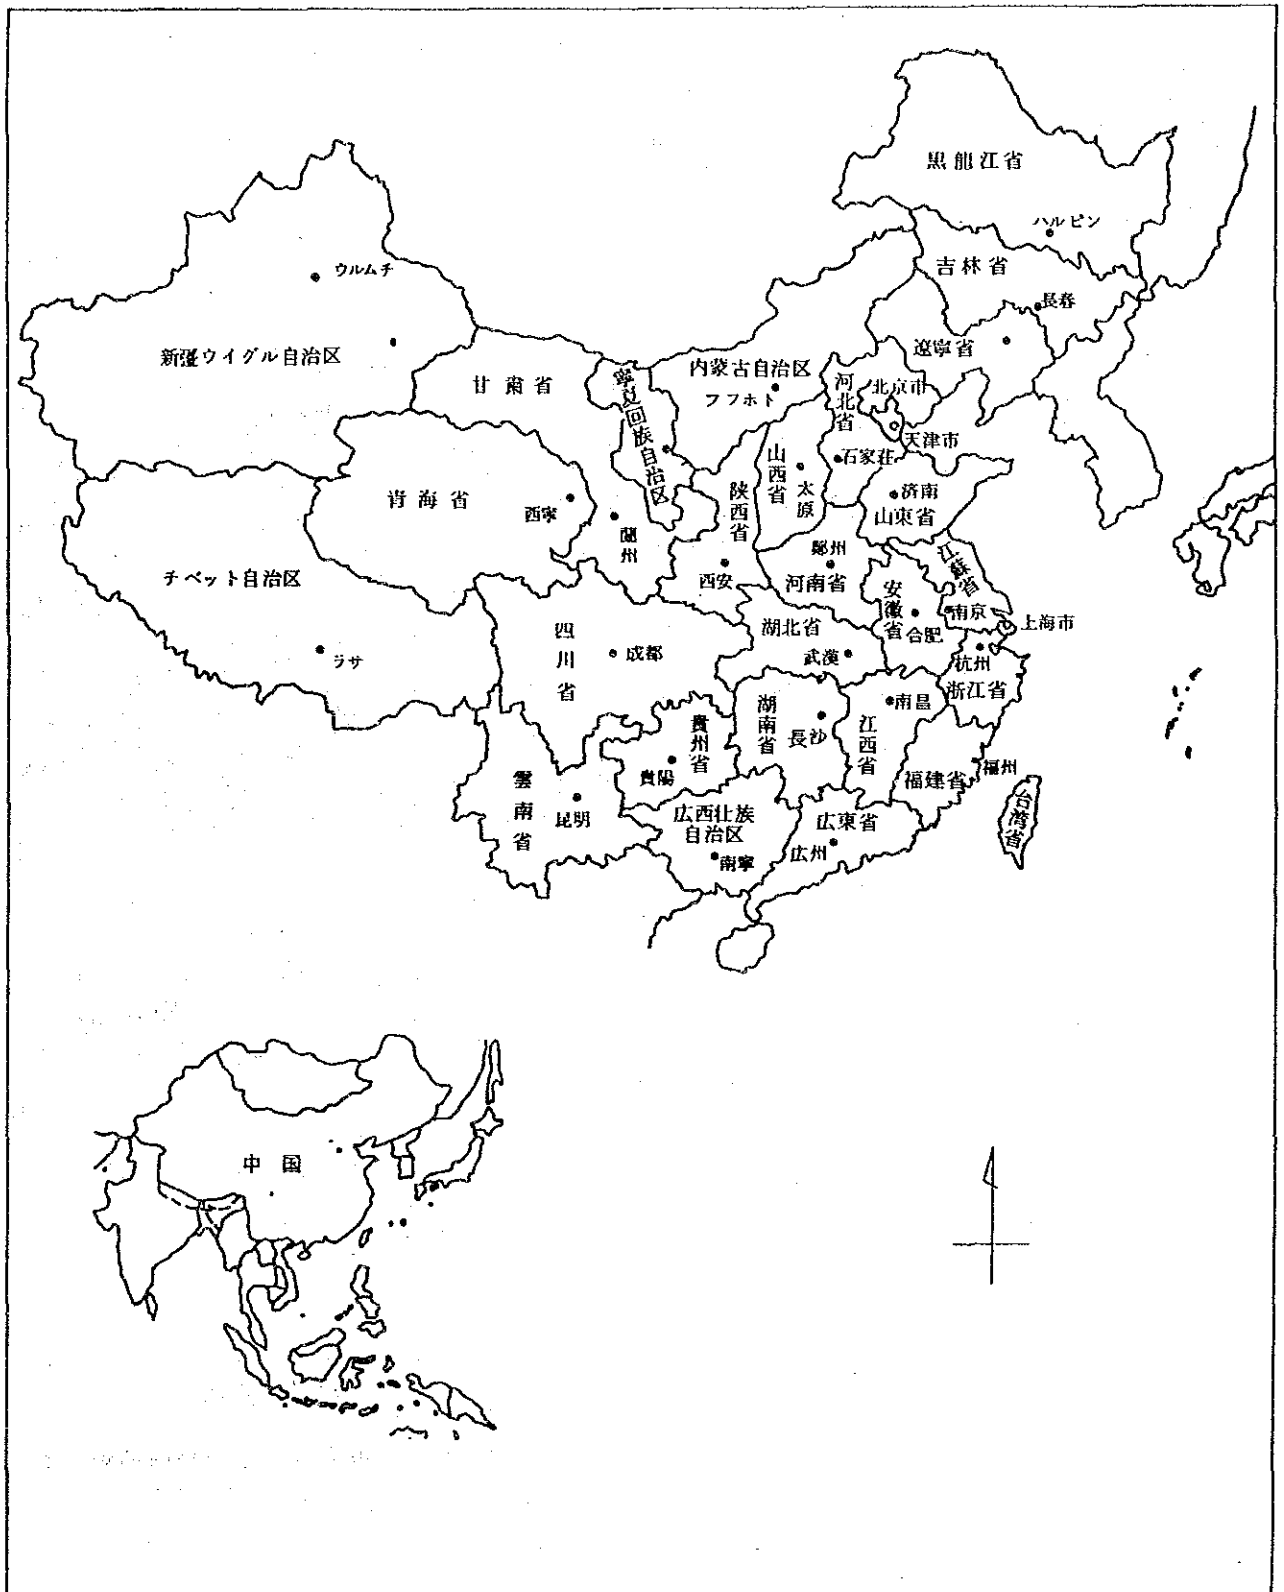 黒龍江省
ハルピン
吉林省
長春
遼寧省
ウルムチ
新疆ウイグル自治区
甘粛省
寧夏回族自治区
内蒙古自治区
フフホト
河北省
北京市
天津市
石家荘
山西省
太原
済南
山東省
陝西省
青海省
西寧
蘭州
西安
鄭州
河南省
江蘇省
安徽省
合肥
南京
上海市
チベット自治区
ラサ
四川省
成都
湖北省
武漢
杭州
浙江省
湖南省
長沙
南昌
江西省
貴州省
貴陽
雲南省
昆明
福建省
福州
台湾省
広西壮族
自治区
南寧
広東省
広州
中国